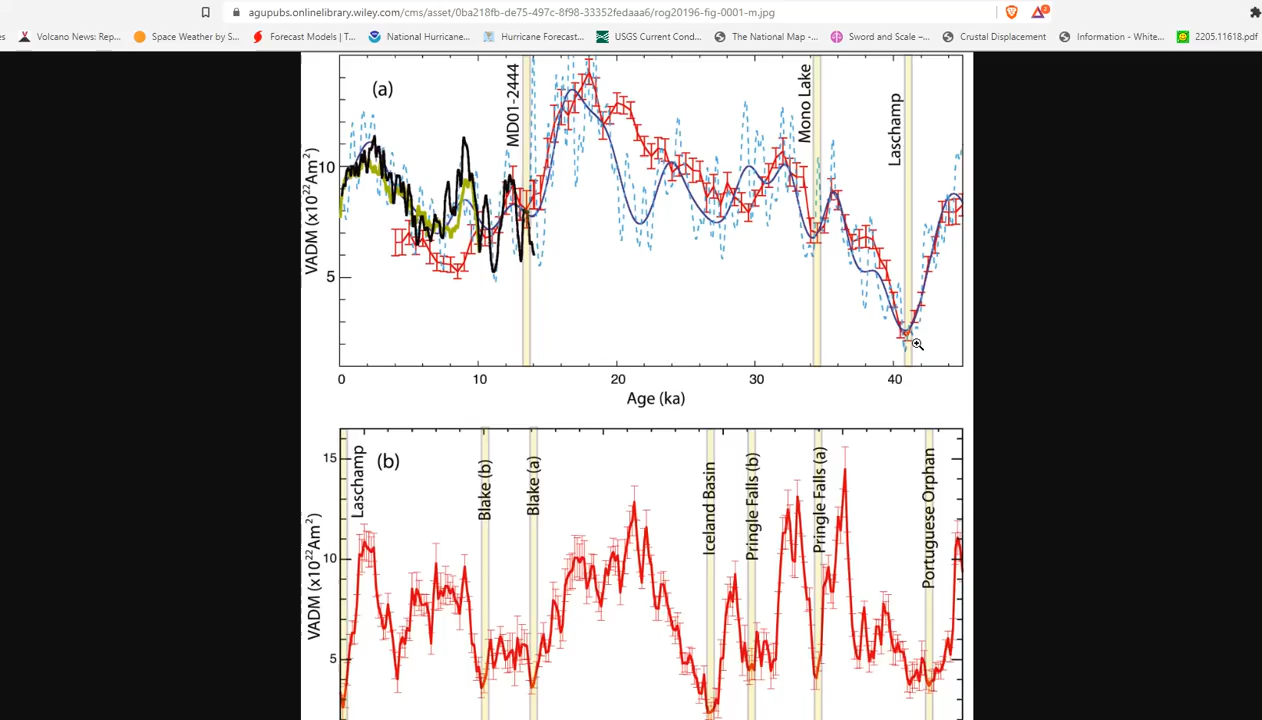 agupubs.onlinelibrary.wiley.com/cms/asset/0ba218fb-de75-497c-8f98-33352fedaaa6/rog20196-fig-0001-m.jpg
2
s Volcano News: Rep... Space Weather by S... Forecast Models | T... National Hurricane... Hurricane Forecast... USGS Current Cond... The National Map -... Sword and Scale –... Crustal Displacement Information - White... 2205.11618.pdf
(a)
MD01-2444
Mono Lake
Laschamp
VADM (x10²²Am²)
10
5
0 10 20 30 40
Age (ka)
(b)
Laschamp
Blake (b)
Blake (a)
Iceland Basin
Pringle Falls (b)
Pringle Falls (a)
Portuguese Orphan
VADM (x10²²Am²)
15
10
5